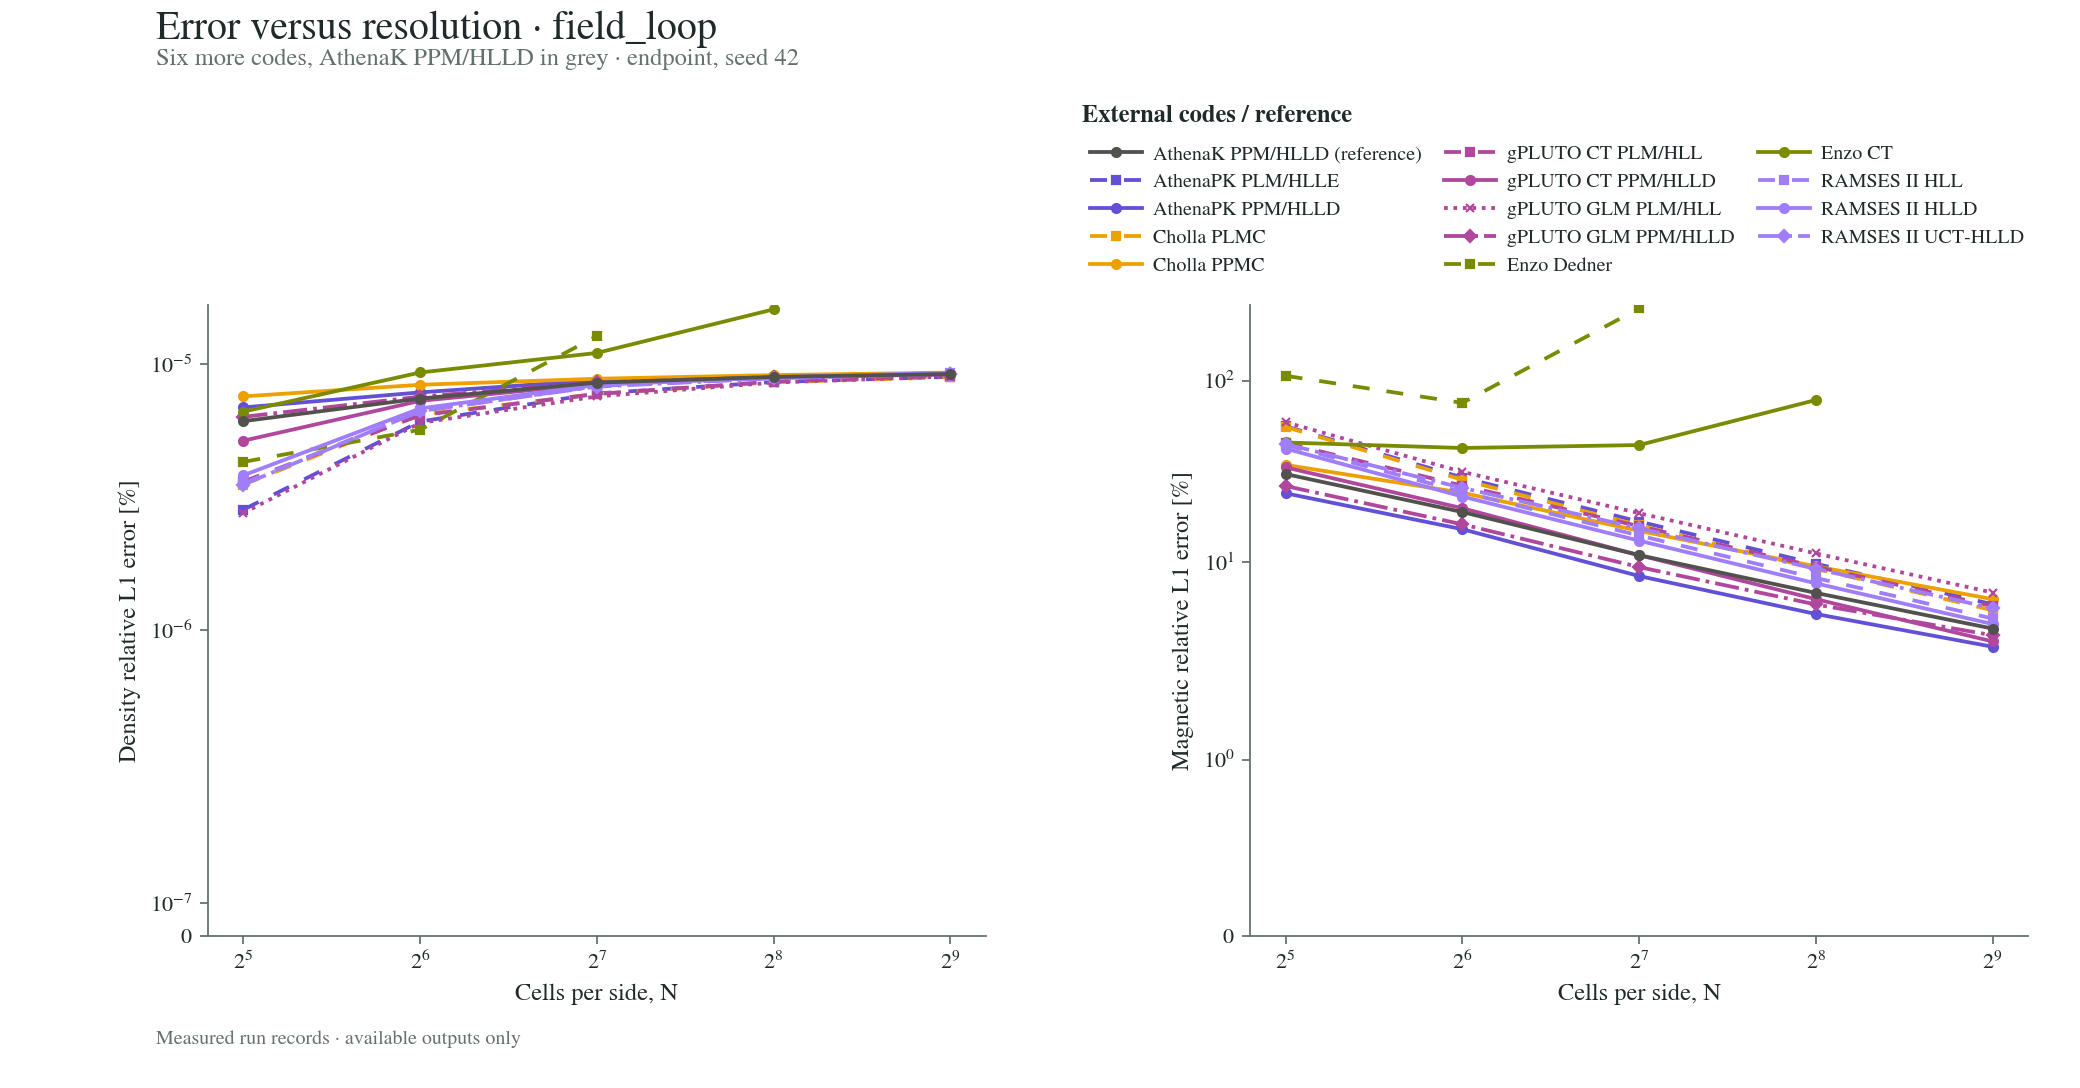 Error versus resolution · field_loop
Six more codes, AthenaK PPM/HLLD in grey · endpoint, seed 42
External codes / reference
AthenaK PPM/HLLD (reference)
AthenaPK PLM/HLLE
AthenaPK PPM/HLLD
Cholla PLMC
Cholla PPMC
gPLUTO CT PLM/HLL
gPLUTO CT PPM/HLLD
gPLUTO GLM PLM/HLL
gPLUTO GLM PPM/HLLD
Enzo Dedner
Enzo CT
RAMSES II HLL
RAMSES II HLLD
RAMSES II UCT-HLLD
Density relative L1 error [%]
10⁻⁵
10⁻⁶
10⁻⁷
0
2⁵
2⁶
2⁷
2⁸
2⁹
Cells per side, N
Magnetic relative L1 error [%]
10²
10¹
10⁰
0
2⁵
2⁶
2⁷
2⁸
2⁹
Cells per side, N
Measured run records · available outputs only